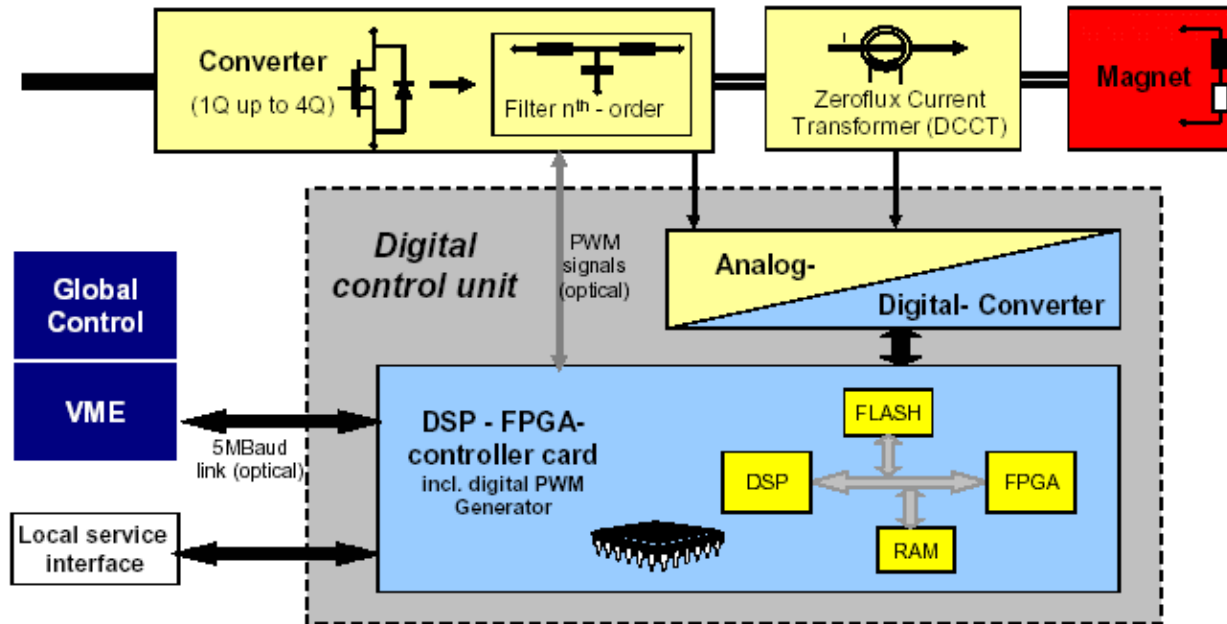 Converter
(1Q up to 4Q)
Filter nth - order
I
Zeroflux Current
Transformer (DCCT)
Magnet
Digital
control unit
PWM
signals
(optical)
Analog-
Digital- Converter
Global
Control
VME
5MBaud
link (optical)
Local service
interface
DSP - FPGA-
controller card
incl. digital PWM
Generator
FLASH
DSP
FPGA
RAM